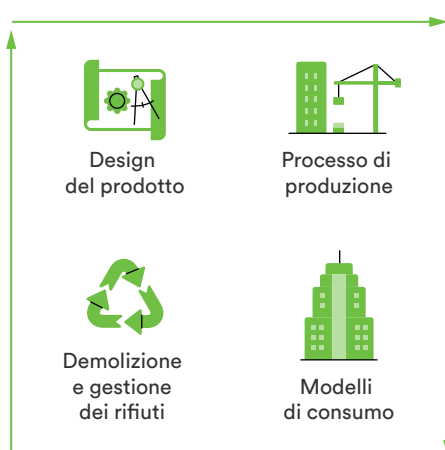 Design
del prodotto
Processo di
produzione
Demolizione
e gestione
dei rifiuti
Modelli
di consumo